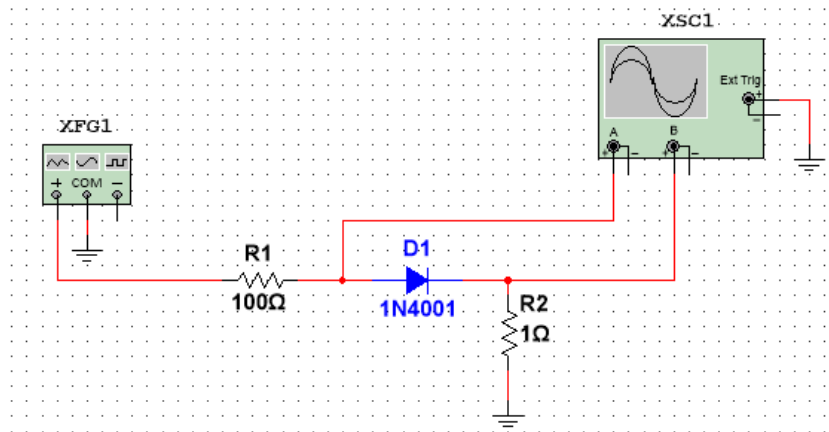 XSC1
Ext Trig
+
−
A
B
+ − + −
XFG1
+ COM −
R1
100Ω
D1
1N4001
R2
1Ω